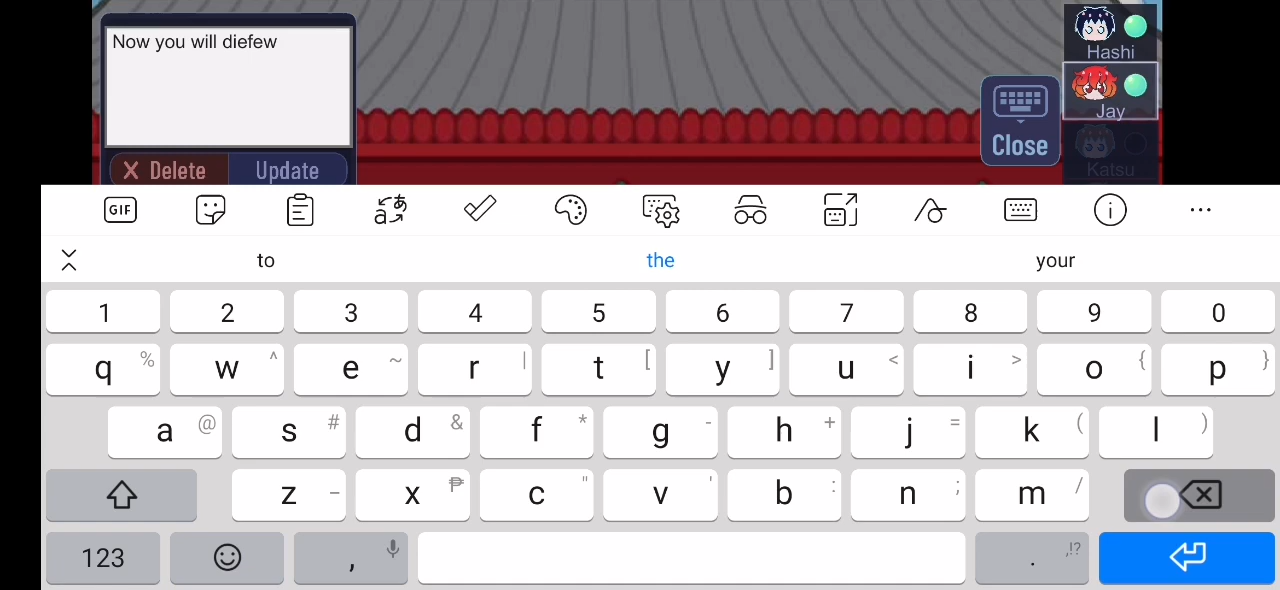 Now you will diefew
Hashi
Jay
Katsu
Close
X Delete Update
GIF
to the your
1 2 3 4 5 6 7 8 9 0
q % w ^ e ~ r | t [ y ] u < i > o { p }
a @ s # d & f * g - h + j = k ( l )
z _ x ₱ c " v ' b : n ; m /
123 , . ,!?